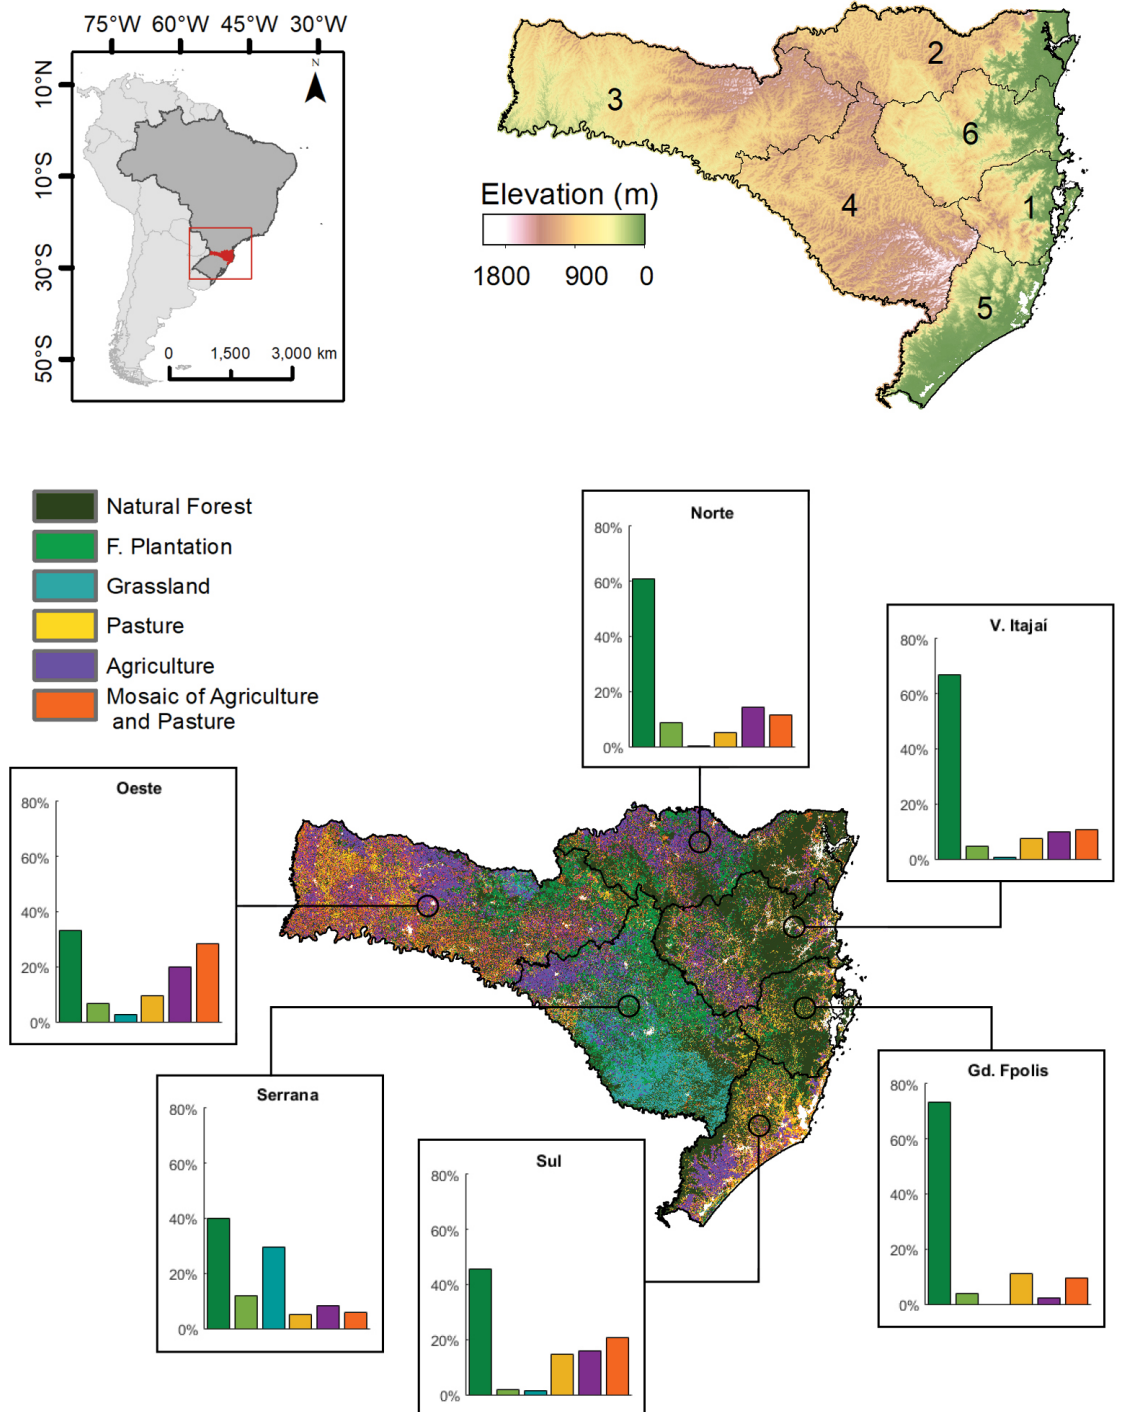 75°W 60°W 45°W 30°W
N
10°N
10°S
30°S
50°S
0 1,500 3,000 km
2
3
6
4
1
5
Elevation (m)
1800 900 0
Natural Forest
F. Plantation
Grassland
Pasture
Agriculture
Mosaic of Agriculture
and Pasture
Norte
80%
60%
40%
20%
0%
V. Itajaí
80%
60%
40%
20%
0%
Oeste
80%
60%
40%
20%
0%
Serrana
80%
60%
40%
20%
0%
Sul
80%
60%
40%
20%
0%
Gd. Fpolis
80%
60%
40%
20%
0%